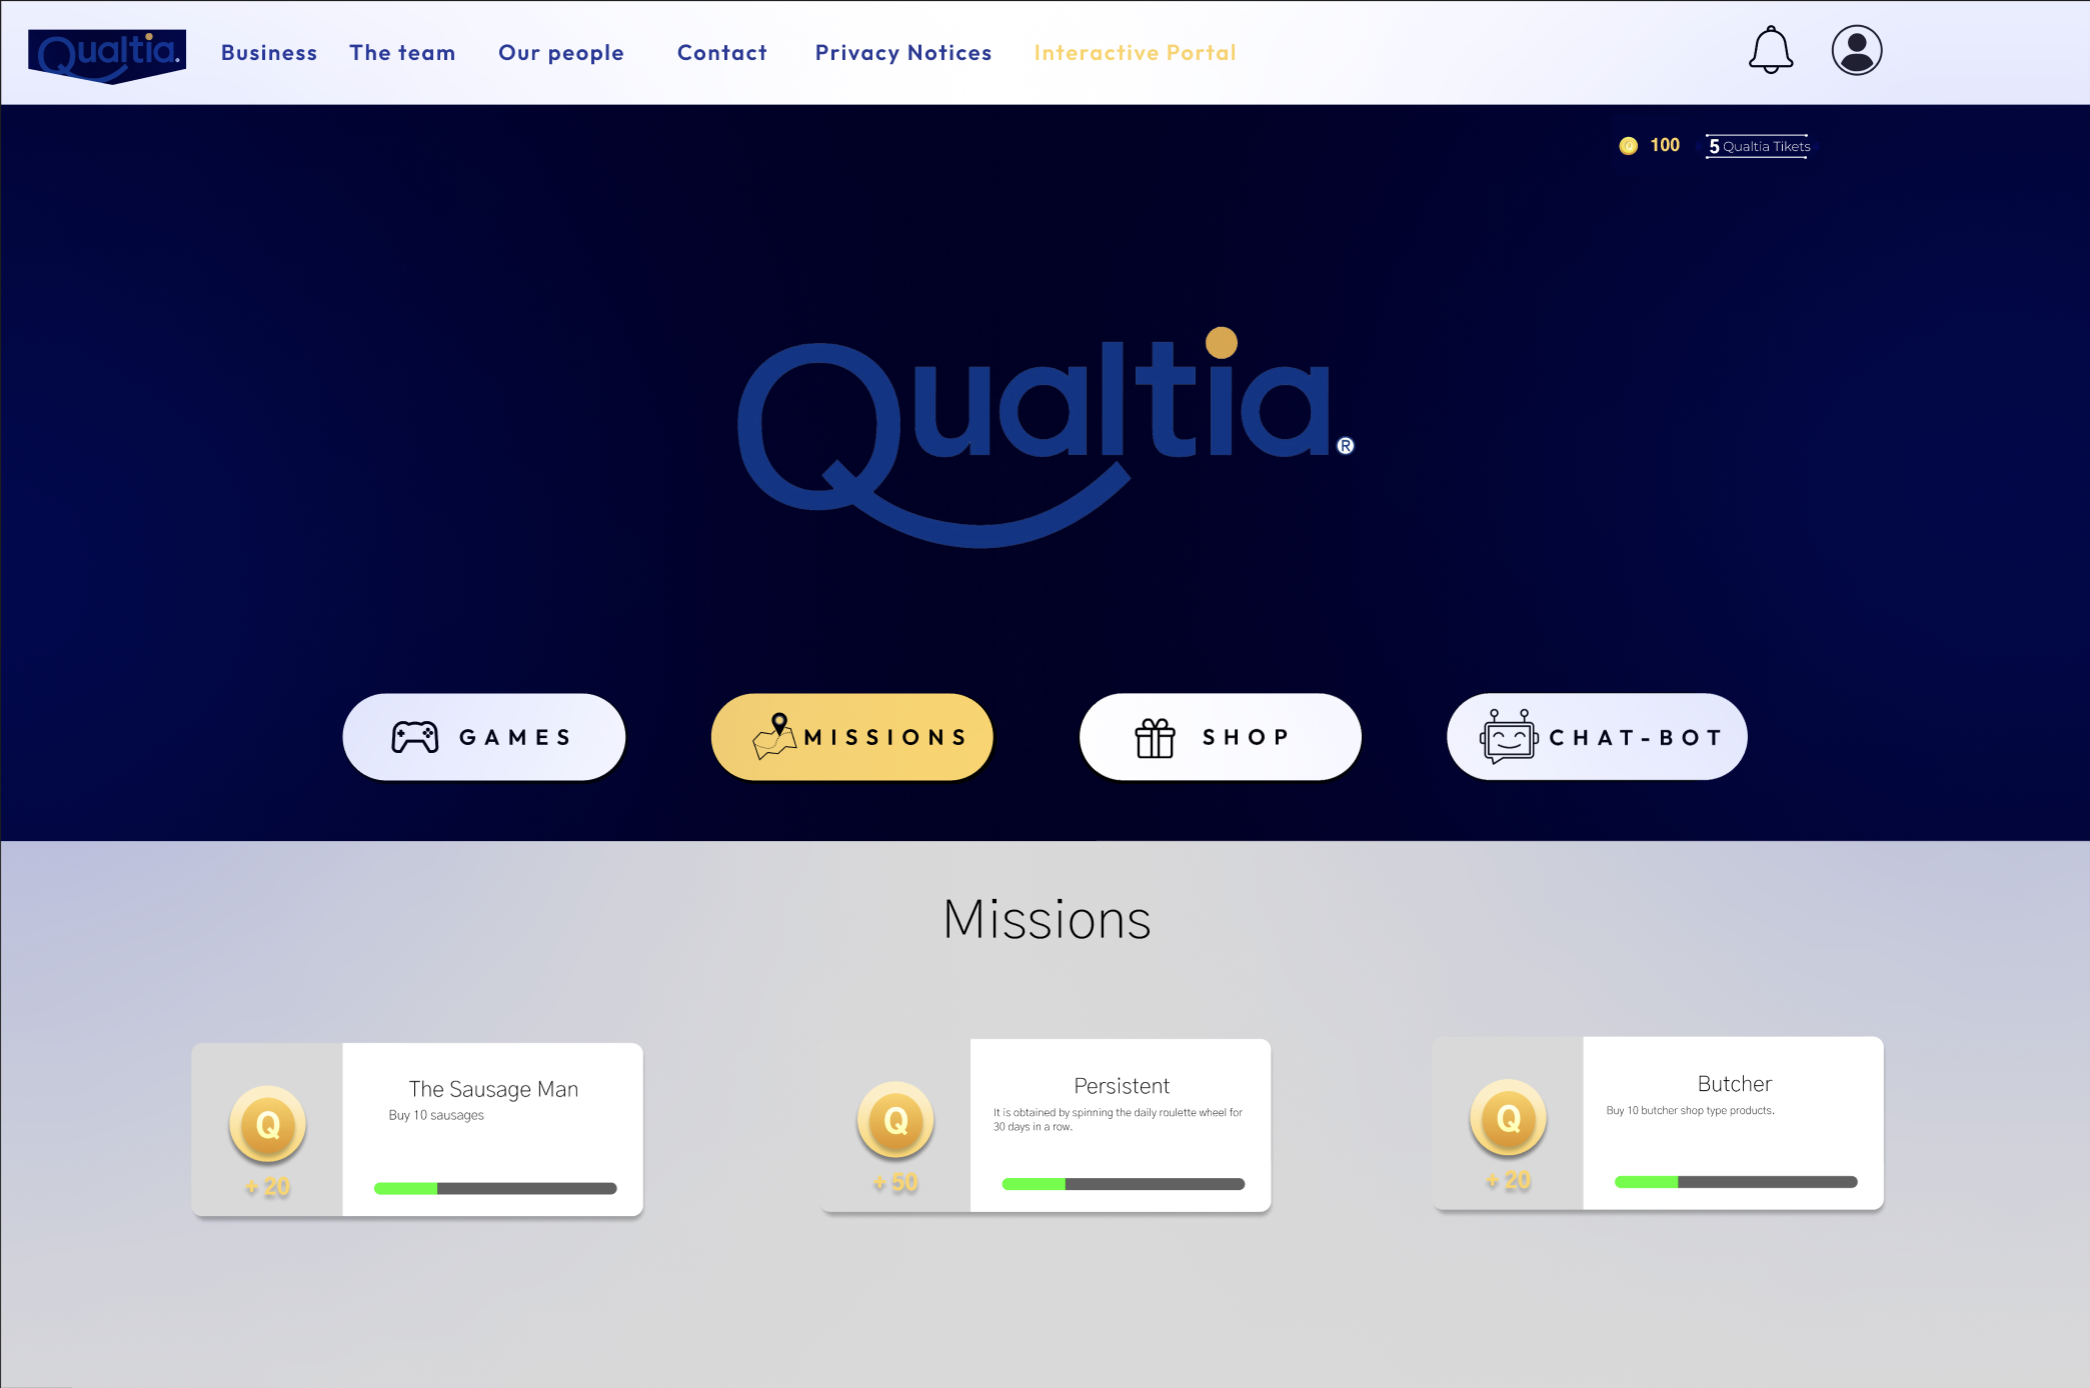 Qualtia.
Business
The team
Our people
Contact
Privacy Notices
Interactive Portal
Q 100
5 Qualtia Tikets
Qualtia®
GAMES
MISSIONS
SHOP
CHAT-BOT
Missions
Q
+ 20
The Sausage Man
Buy 10 sausages
Q
+ 50
Persistent
It is obtained by spinning the daily roulette wheel for
30 days in a row.
Q
+ 20
Butcher
Buy 10 butcher shop type products.